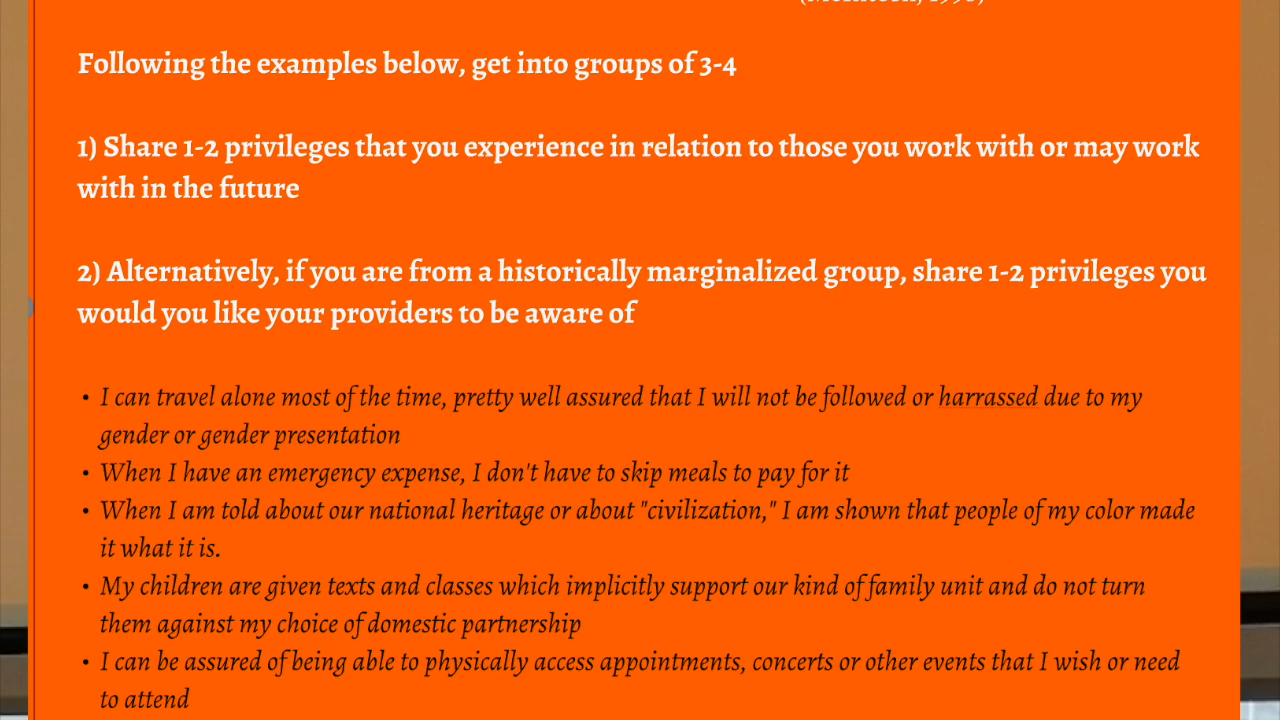 Following the examples below, get into groups of 3-4
1) Share 1-2 privileges that you experience in relation to those you work with or may work
with in the future
2) Alternatively, if you are from a historically marginalized group, share 1-2 privileges you
would you like your providers to be aware of
• I can travel alone most of the time, pretty well assured that I will not be followed or harrassed due to my
gender or gender presentation
• When I have an emergency expense, I don't have to skip meals to pay for it
• When I am told about our national heritage or about "civilization," I am shown that people of my color made
it what it is.
• My children are given texts and classes which implicitly support our kind of family unit and do not turn
them against my choice of domestic partnership
• I can be assured of being able to physically access appointments, concerts or other events that I wish or need
to attend